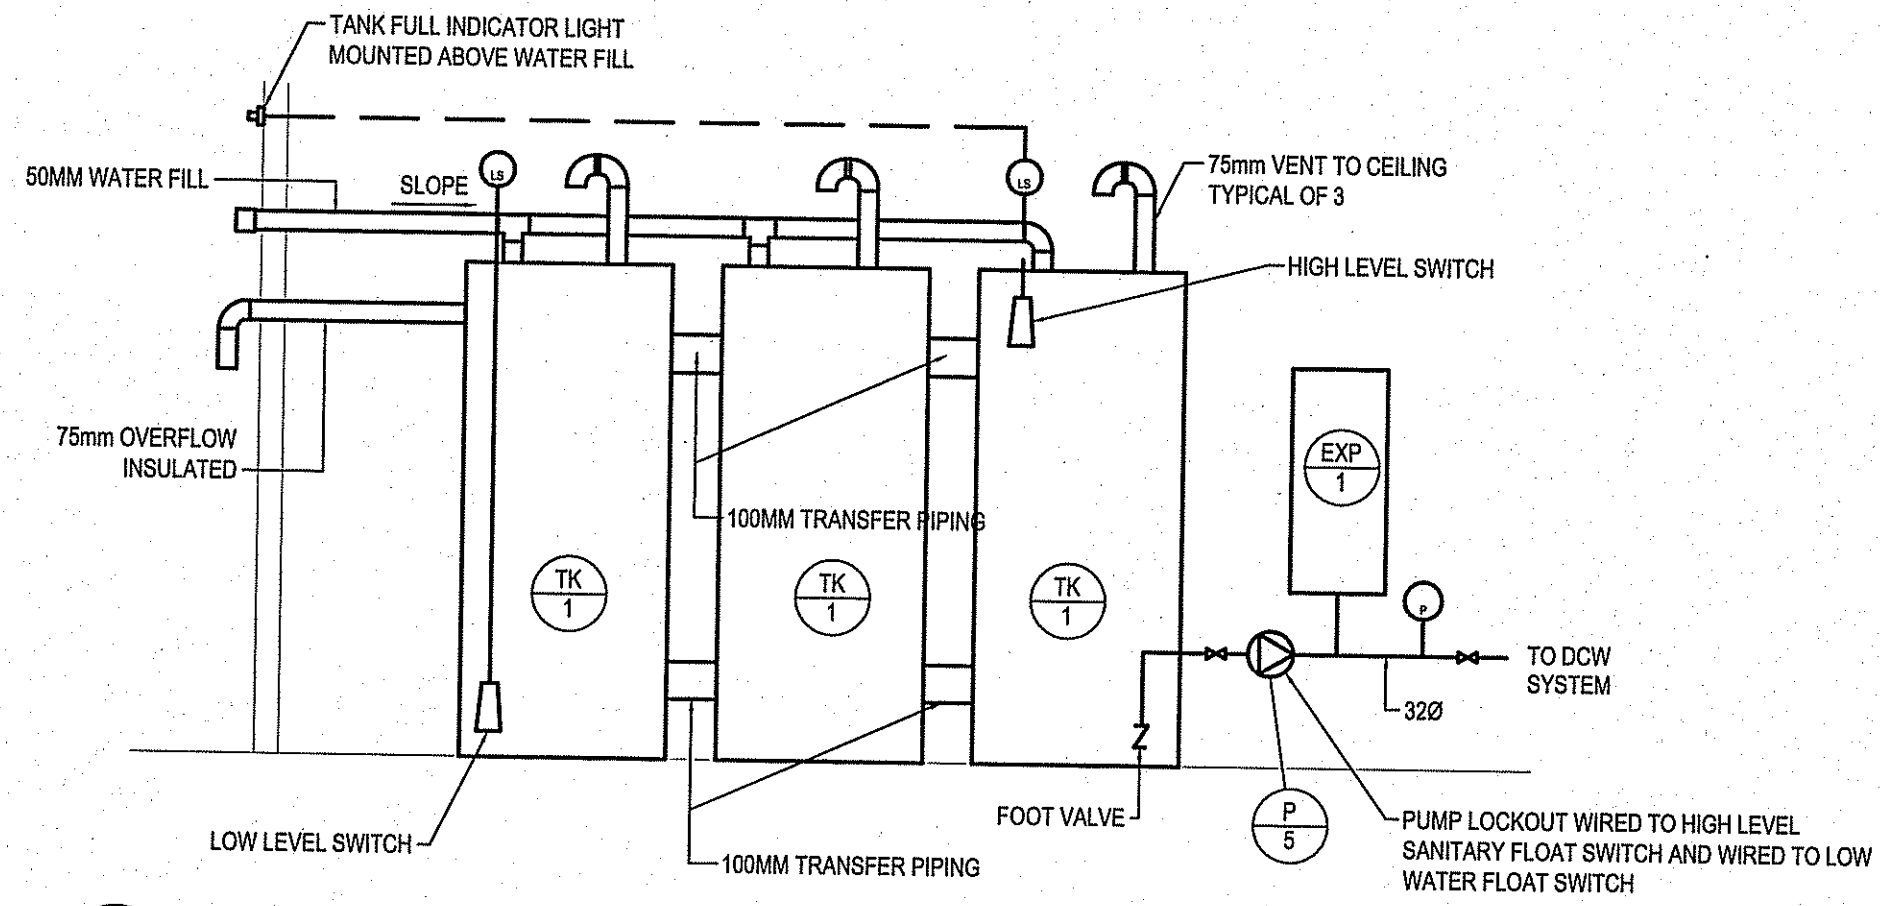 TANK FULL INDICATOR LIGHT
MOUNTED ABOVE WATER FILL
50MM WATER FILL
SLOPE
LS
LS
75mm VENT TO CEILING
TYPICAL OF 3
HIGH LEVEL SWITCH
75mm OVERFLOW
INSULATED
EXP
1
100MM TRANSFER PIPING
TK
1
TK
1
TK
1
P
TO DCW
SYSTEM
32Ø
FOOT VALVE
P
5
LOW LEVEL SWITCH
100MM TRANSFER PIPING
PUMP LOCKOUT WIRED TO HIGH LEVEL
SANITARY FLOAT SWITCH AND WIRED TO LOW
WATER FLOAT SWITCH